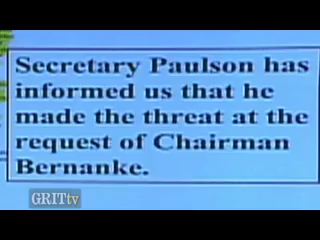 Secretary Paulson has
informed us that he
made the threat at the
request of Chairman
Bernanke.
GRITtv